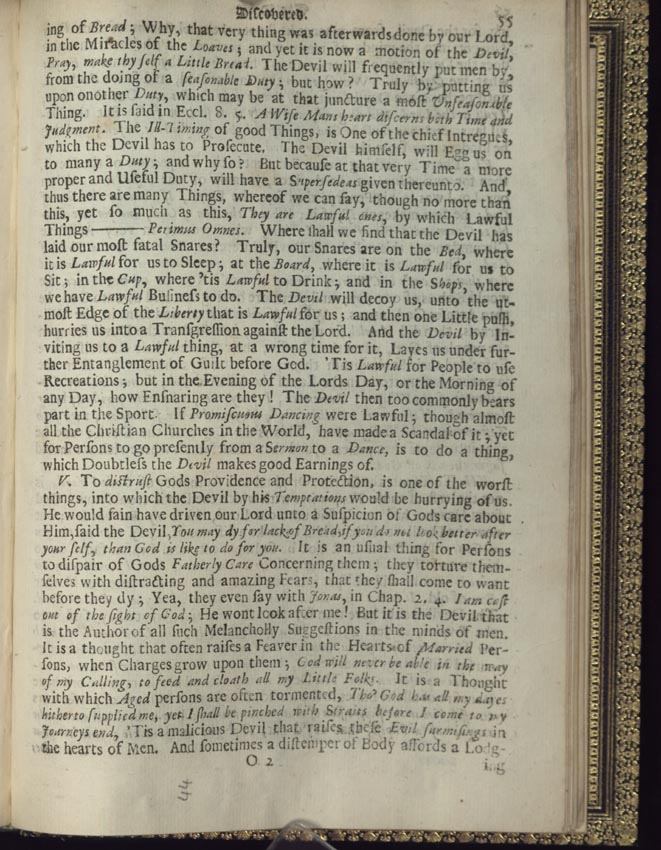 Discovered.
55
ing of Bread; Why, that very thing was afterwards done by our Lord,
in the Miracles of the Loaves; and yet it is now a motion of the Devil,
Pray, make thy self a Little Bread. The Devil will frequently put men by,
from the doing of a seasonable Duty; but how? Truly by putting us
upon onother Duty, which may be at that juncture a most Unseasonable
Thing. It is said in Eccl. 8. 5. A Wise Mans heart discerns both Time and
Judgment. The Ill-Timing of good Things, is One of the chief Intregues,
which the Devil has to Prosecute. The Devil himself, will Egg us on
to many a Duty; and why so? But because at that very Time a more
proper and Useful Duty, will have a Supersedeas given thereunto. And,
thus there are many Things, whereof we can say, though no more than
this, yet so much as this, They are Lawful ones, by which Lawful
Things —— Perimus Omnes. Where shall we find that the Devil has
laid our most fatal Snares? Truly, our Snares are on the Bed, where
it is Lawful for us to Sleep; at the Board, where it is Lawful for us to
Sit; in the Cup, where 'tis Lawful to Drink; and in the Shops, where
we have Lawful Business to do. The Devil will decoy us, unto the ut-
most Edge of the Liberty that is Lawful for us; and then one Little push,
hurries us into a Transgression against the Lord. And the Devil by In-
viting us to a Lawful thing, at a wrong time for it, Layes us under fur-
ther Entanglement of Guilt before God. 'Tis Lawful for People to use
Recreations; but in the Evening of the Lords Day, or the Morning of
any Day, how Ensnaring are they! The Devil then too commonly bears
part in the Sport. If Promiscuous Dancing were Lawful; though almost
all the Christian Churches in the World, have made a Scandal of it; yet
for Persons to go presently from a Sermon to a Dance, is to do a thing,
which Doubtless the Devil makes good Earnings of.
V. To distrust Gods Providence and Protection, is one of the worst
things, into which the Devil by his Temptations would be hurrying of us.
He would fain have driven our Lord unto a Suspicion of Gods care about
Him, said the Devil, You may dy for lack of Bread, if you do not look better after
your self, than God is like to do for you. It is an usual thing for Persons
to dispair of Gods Fatherly Care Concerning them; they torture them-
selves with distracting and amazing Fears, that they shall come to want
before they dy; Yea, they even say with Jonas, in Chap. 2. 4. I am cast
out of the sight of God; He wont look after me! But it is the Devil that
is the Author of all such Melancholly Suggestions in the minds of men.
It is a thought that often raises a Feaver in the Hearts of Married Per-
sons, when Charges grow upon them; God will never be able in the way
of my Calling, to feed and cloath all my Little Folks. It is a Thought
with which Aged persons are often tormented, Tho' God has all my dayes
hitherto supplied me, yet I shall be pinched with Straits before I come to my
Journeys end, 'Tis a malicious Devil that raises these Evil surmisings in
the hearts of Men. And sometimes a distemper of Body affords a Lodg-
O 2
ing
44